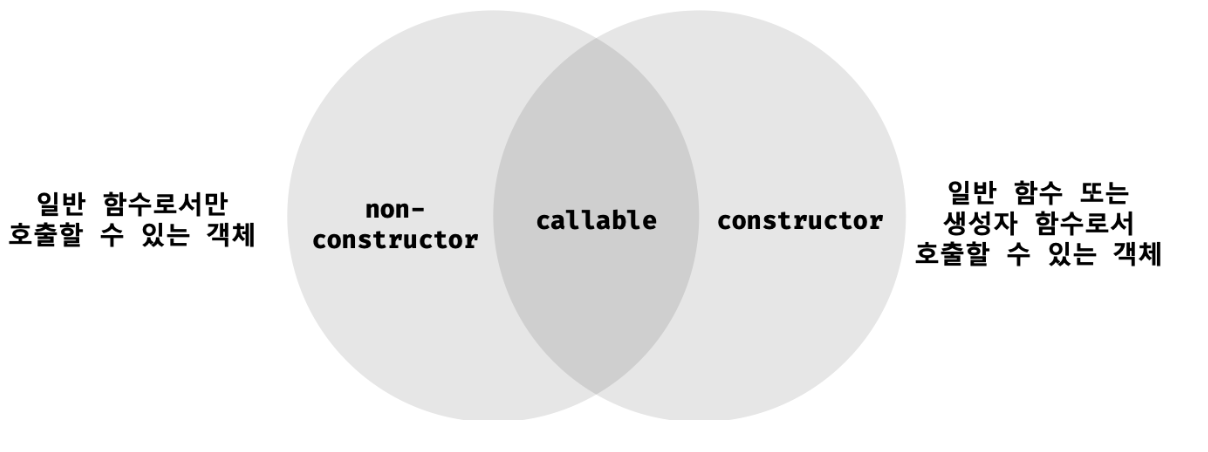 일반 함수로서만
호출할 수 있는 객체
non-
constructor
callable
constructor
일반 함수 또는
생성자 함수로서
호출할 수 있는 객체